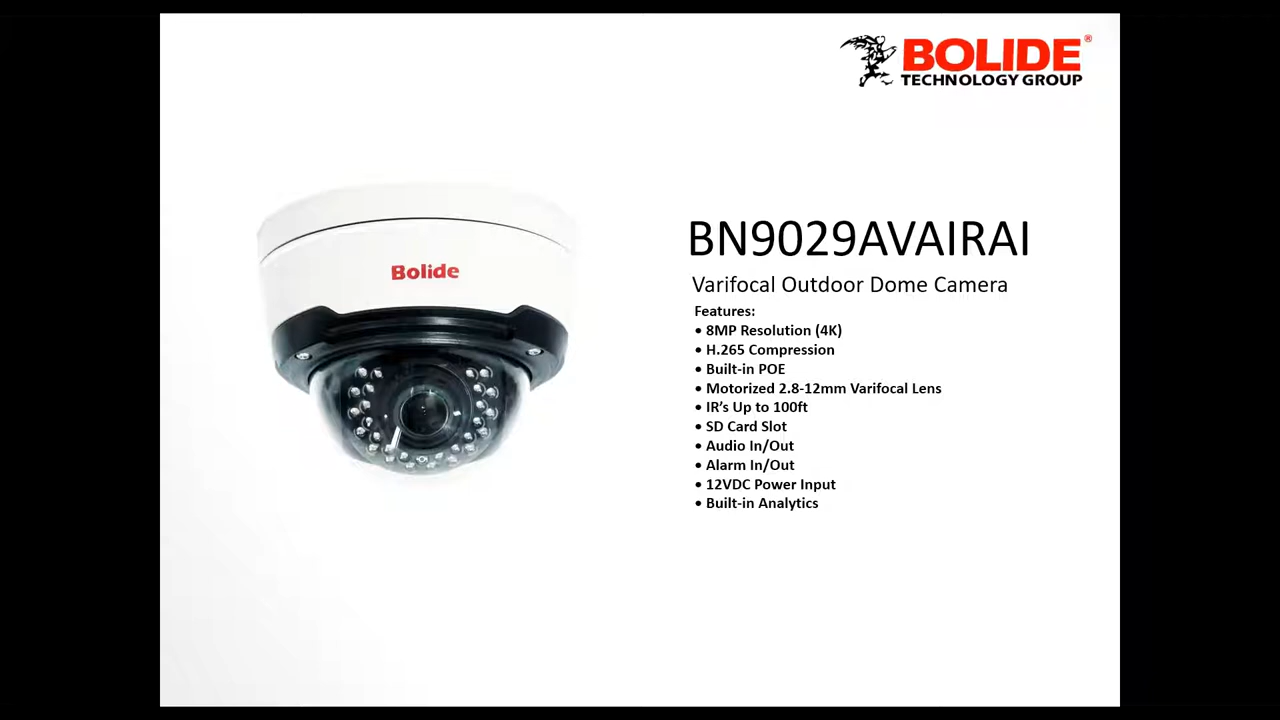 BOLIDE®
TECHNOLOGY GROUP
Bolide
BN9029AVAIRAI
Varifocal Outdoor Dome Camera
Features:
• 8MP Resolution (4K)
• H.265 Compression
• Built-in POE
• Motorized 2.8-12mm Varifocal Lens
• IR's Up to 100ft
• SD Card Slot
• Audio In/Out
• Alarm In/Out
• 12VDC Power Input
• Built-in Analytics